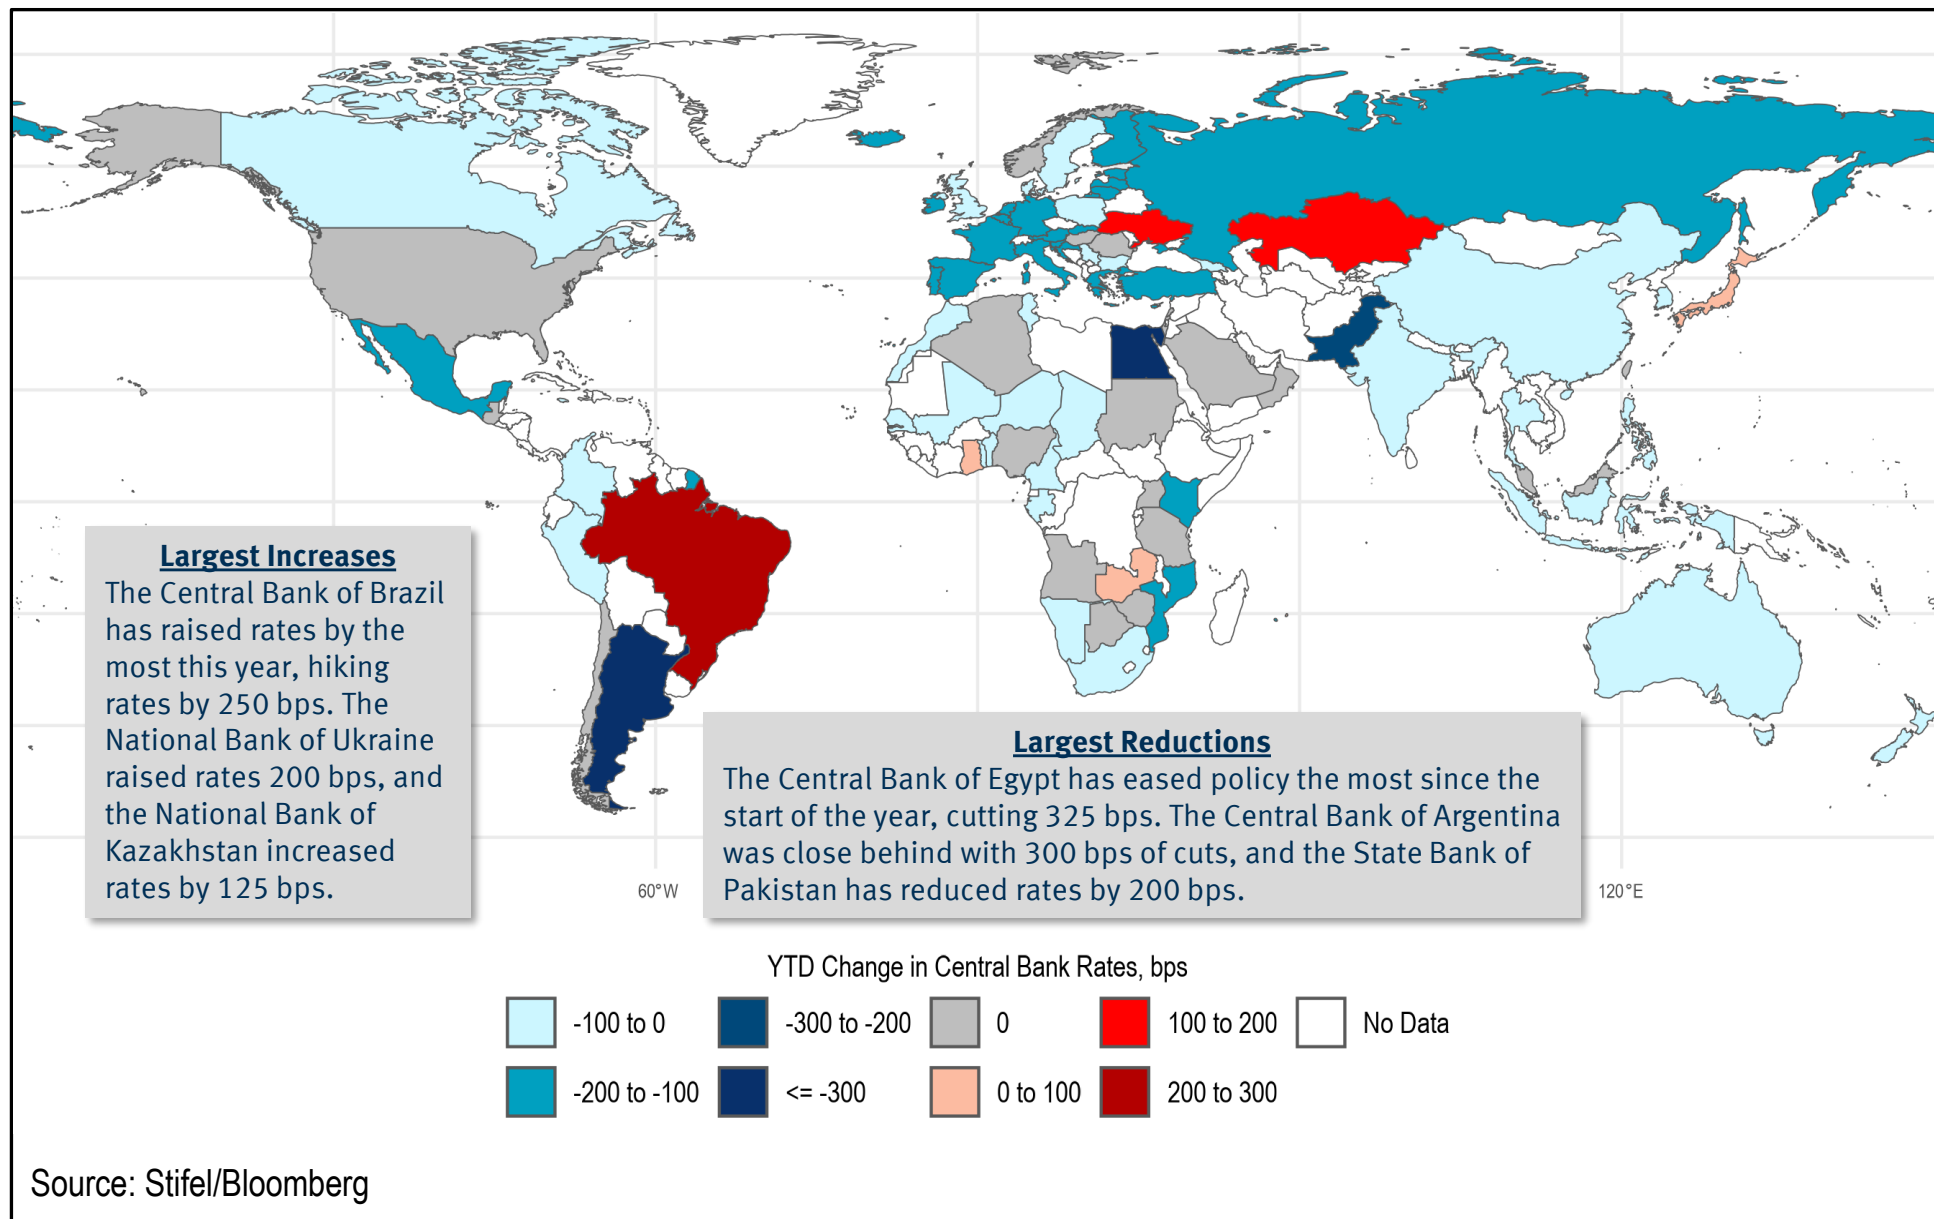 Largest Increases
The Central Bank of Brazil
has raised rates by the
most this year, hiking
rates by 250 bps. The
National Bank of Ukraine
raised rates 200 bps, and
the National Bank of
Kazakhstan increased
rates by 125 bps.
Largest Reductions
The Central Bank of Egypt has eased policy the most since the
start of the year, cutting 325 bps. The Central Bank of Argentina
was close behind with 300 bps of cuts, and the State Bank of
Pakistan has reduced rates by 200 bps.
60°W
120°E
YTD Change in Central Bank Rates, bps
-100 to 0
-300 to -200
0
100 to 200
No Data
-200 to -100
<= -300
0 to 100
200 to 300
Source: Stifel/Bloomberg